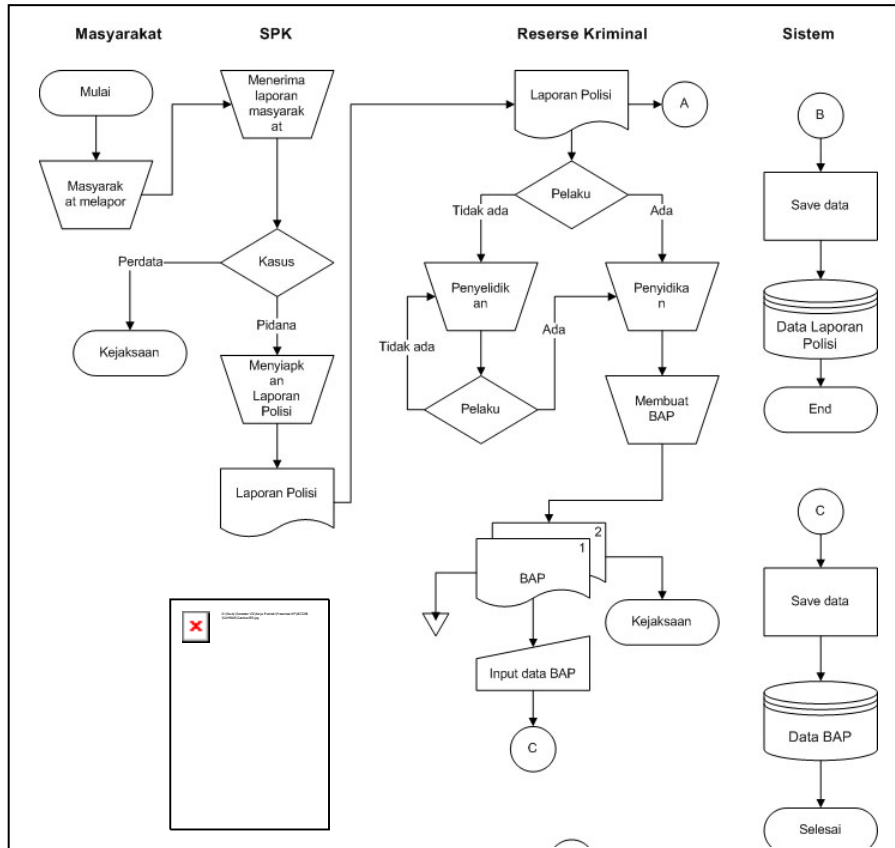 Masyarakat
SPK
Reserse Kriminal
Sistem
Mulai
Masyarak
at melapor
Menerima
laporan
masyarak
at
Kasus
Perdata
Kejaksaan
Pidana
Menyiapk
an
Laporan
Polisi
Laporan Polisi
Laporan Polisi
A
Pelaku
Tidak ada
Ada
Penyelidik
an
Penyidika
n
Tidak ada
Ada
Pelaku
Membuat
BAP
2
1
BAP
Kejaksaan
Input data BAP
C
B
Save data
Data Laporan
Polisi
End
C
Save data
Data BAP
Selesai